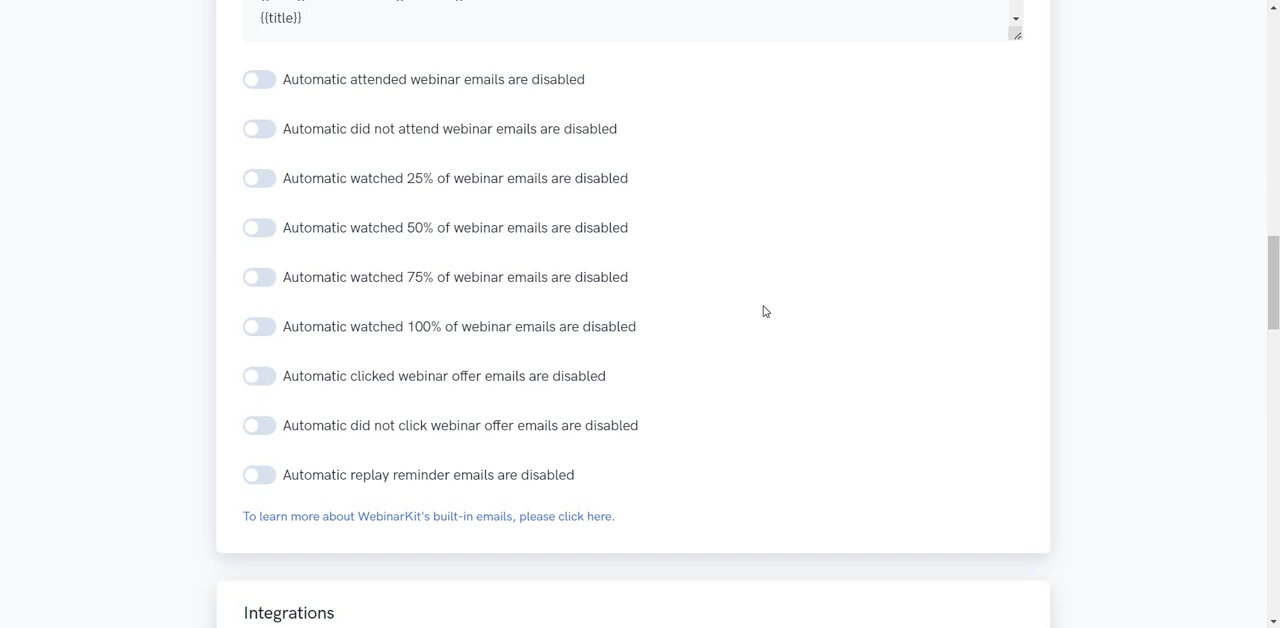 {{title}}
Automatic attended webinar emails are disabled
Automatic did not attend webinar emails are disabled
Automatic watched 25% of webinar emails are disabled
Automatic watched 50% of webinar emails are disabled
Automatic watched 75% of webinar emails are disabled
Automatic watched 100% of webinar emails are disabled
Automatic clicked webinar offer emails are disabled
Automatic did not click webinar offer emails are disabled
Automatic replay reminder emails are disabled
To learn more about WebinarKit's built-in emails, please click here.
Integrations